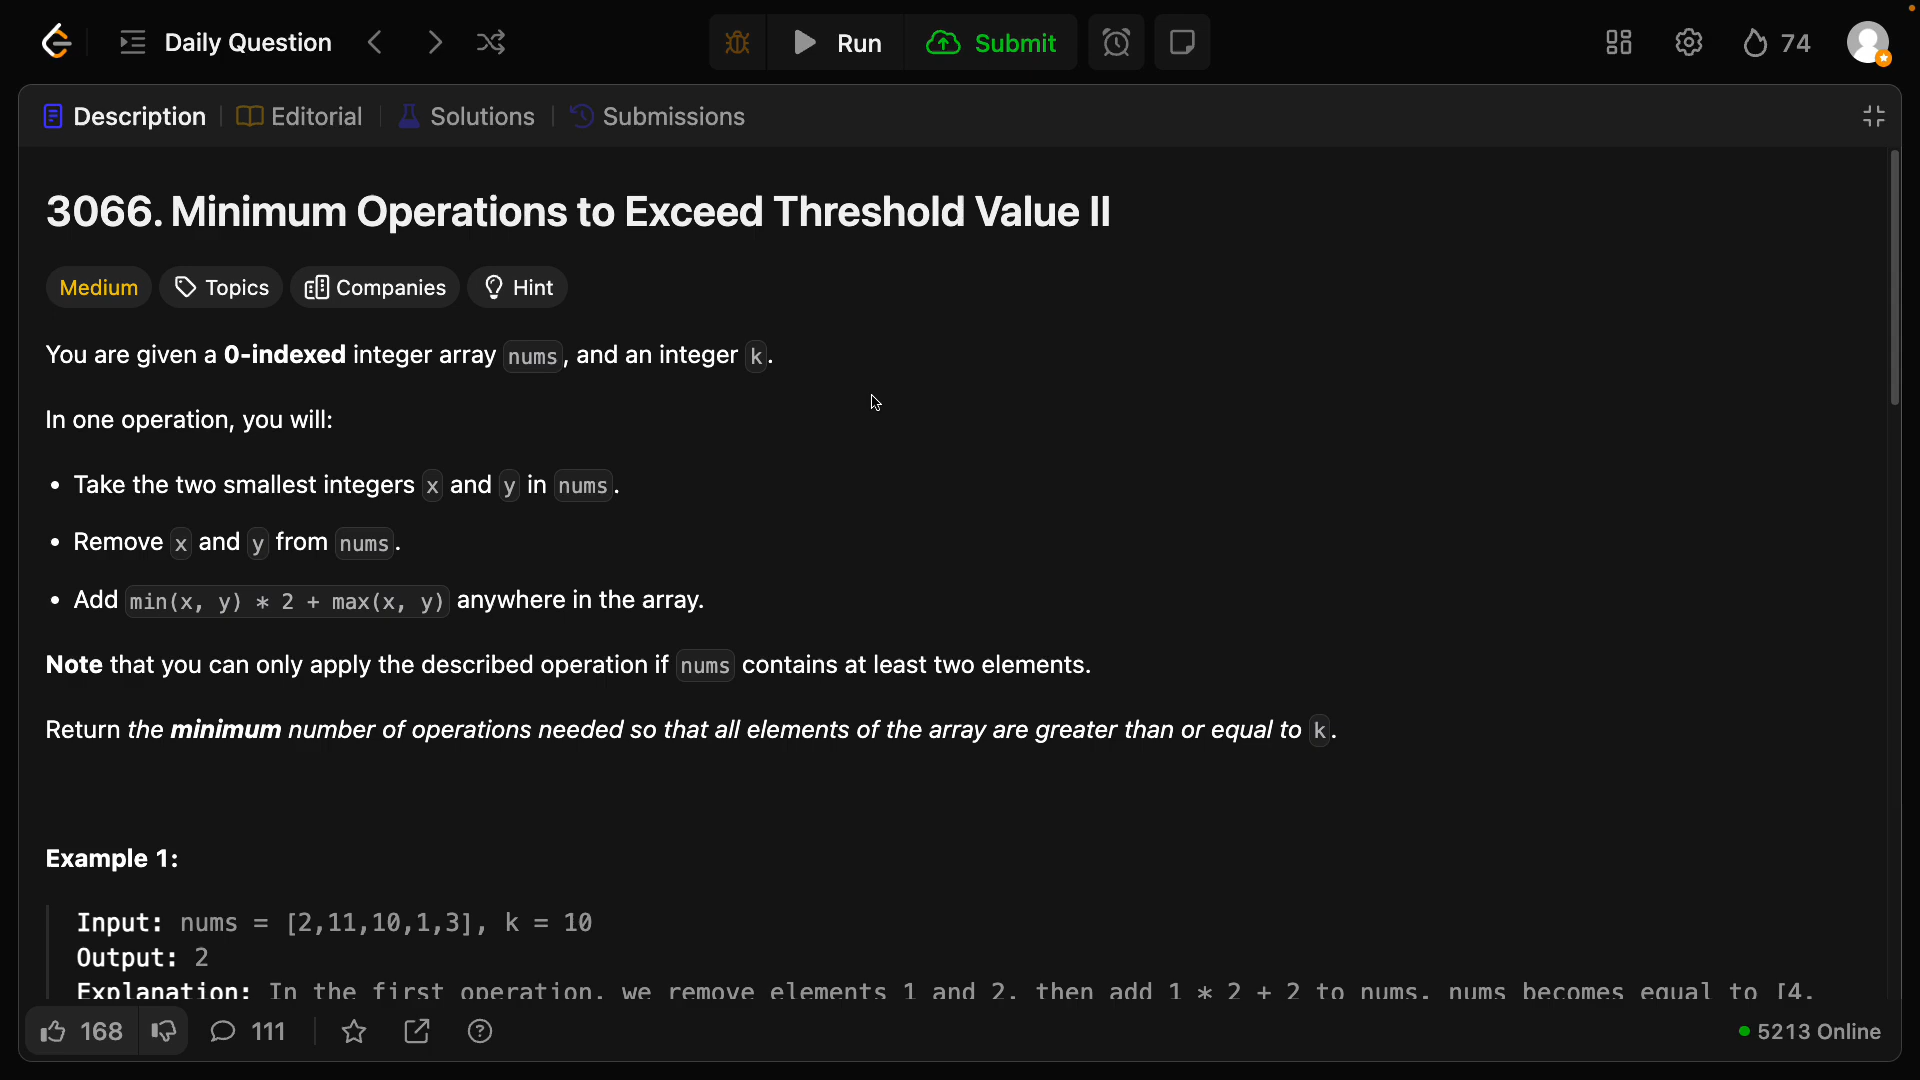 Daily Question
Run
Submit
74
Description
Editorial
Solutions
Submissions
3066. Minimum Operations to Exceed Threshold Value II
Medium
Topics
Companies
Hint
You are given a 0-indexed integer array nums, and an integer k.
In one operation, you will:
• Take the two smallest integers x and y in nums.
• Remove x and y from nums.
• Add min(x, y) * 2 + max(x, y) anywhere in the array.
Note that you can only apply the described operation if nums contains at least two elements.
Return the minimum number of operations needed so that all elements of the array are greater than or equal to k.
Example 1:
Input: nums = [2,11,10,1,3], k = 10
Output: 2
Explanation: In the first operation, we remove elements 1 and 2, then add 1 * 2 + 2 to nums. nums becomes equal to [4,
168
111
5213 Online